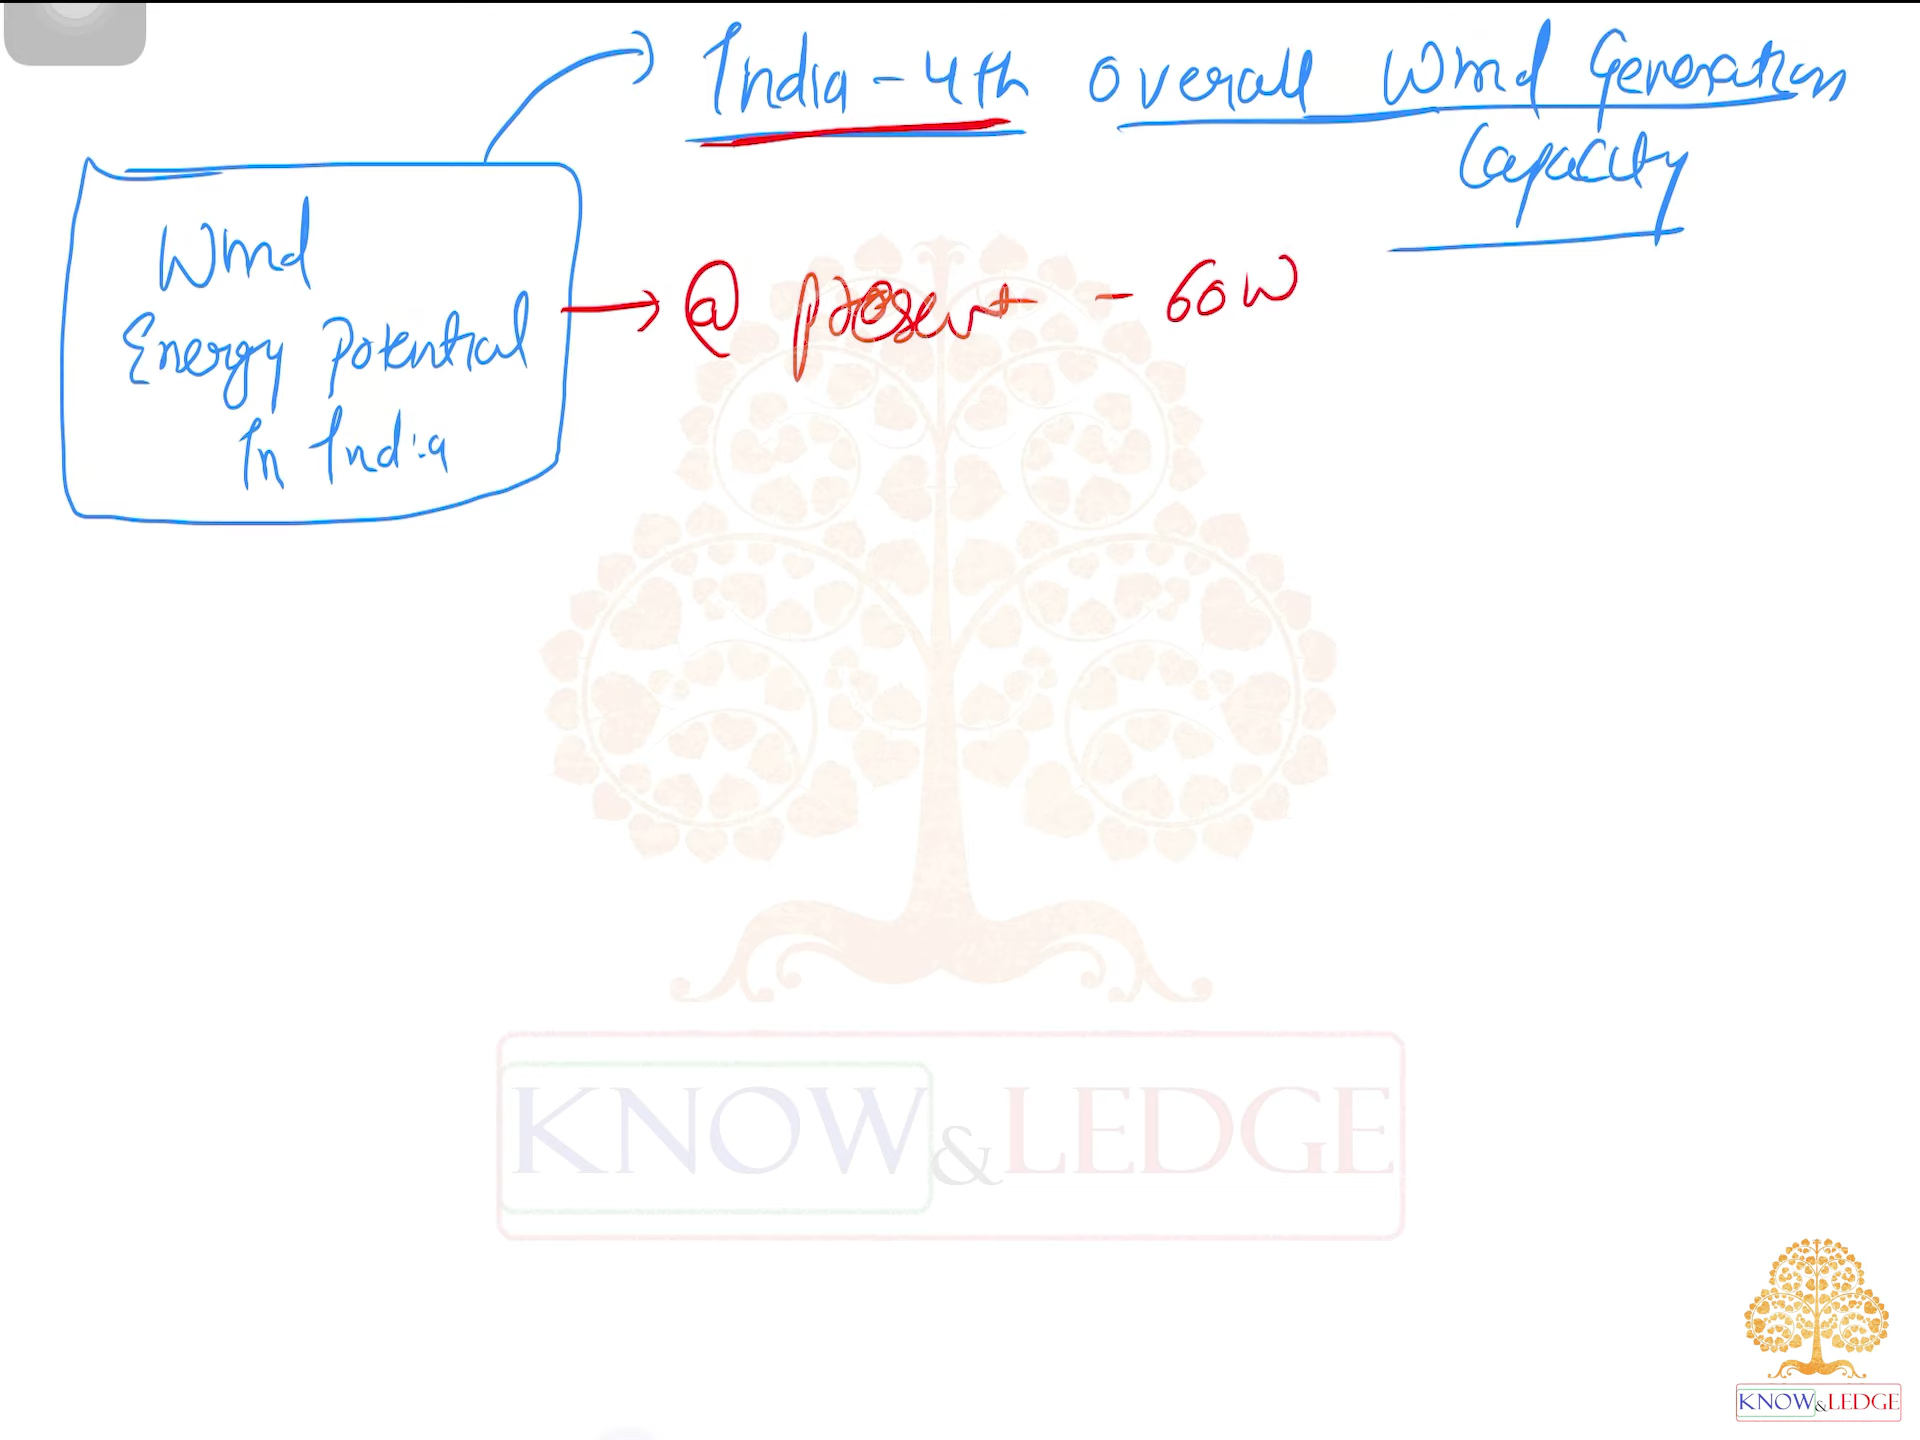 India - 4th overall Wind Generation
Capacity
Wind
Energy Potential
In India
@ present - 60W
KNOW&LEDGE
KNOW&LEDGE